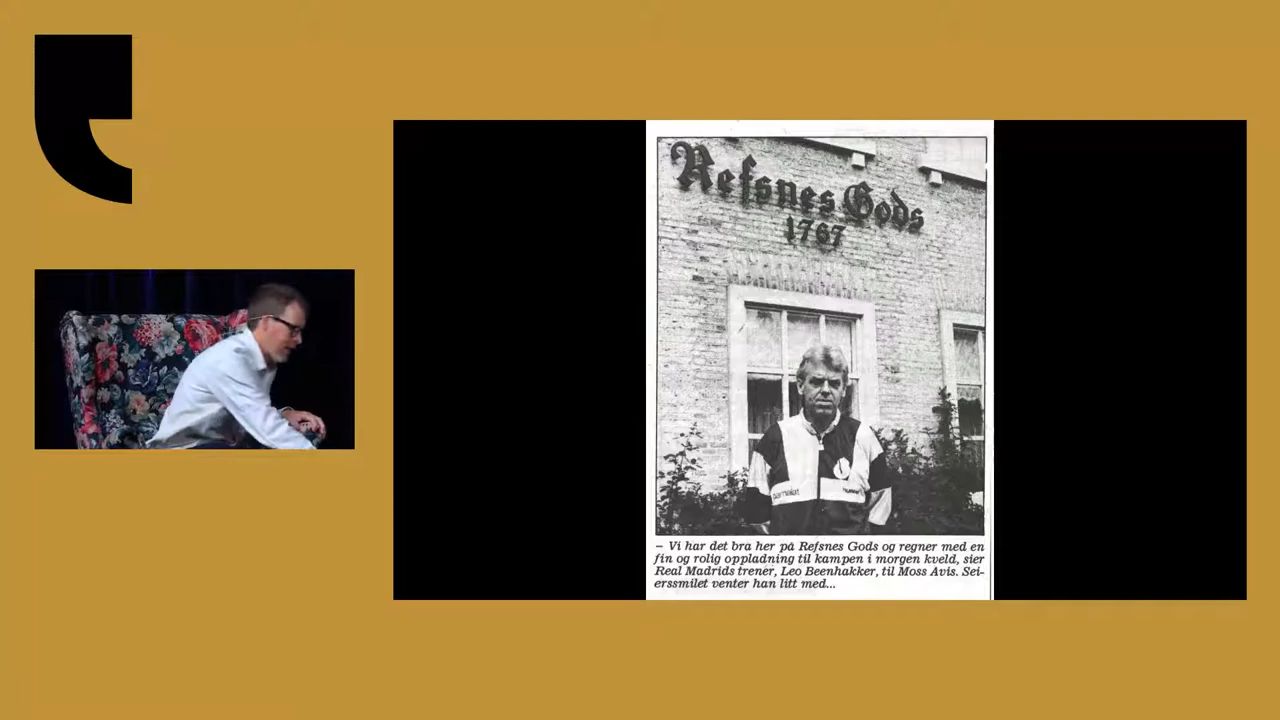 Refsnes Gods
1767
parmalat
hummel
– Vi har det bra her på Refsnes Gods og regner med en
fin og rolig oppladning til kampen i morgen kveld, sier
Real Madrids trener, Leo Beenhakker, til Moss Avis. Sei-
erssmilet venter han litt med...